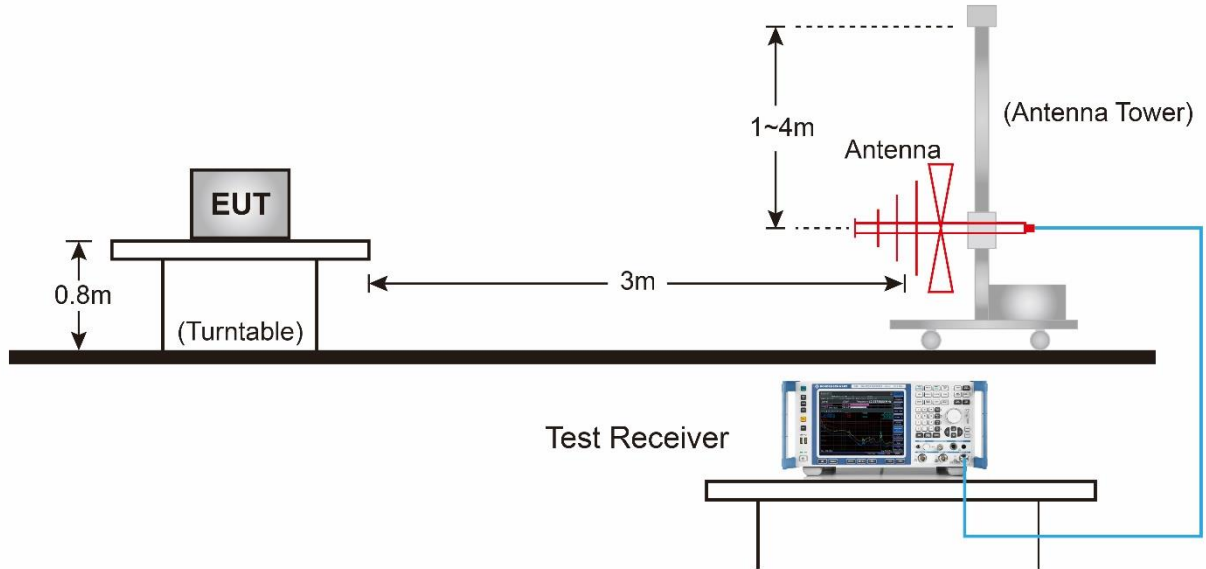 1~4m
(Antenna Tower)
Antenna
EUT
0.8m
3m
(Turntable)
Test Receiver